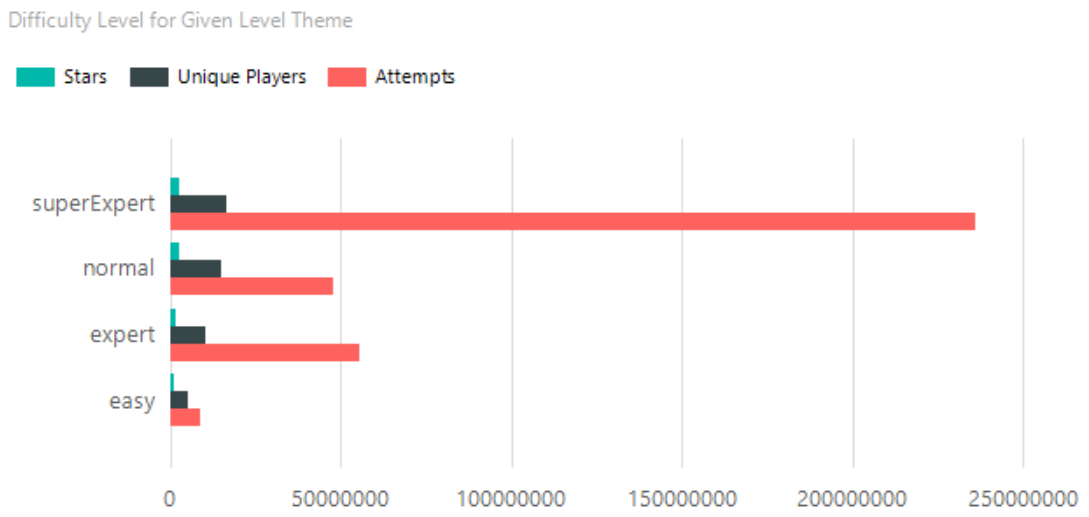 Difficulty Level for Given Level Theme
Stars Unique Players Attempts
superExpert
normal
expert
easy
0 50000000 100000000 150000000 200000000 250000000